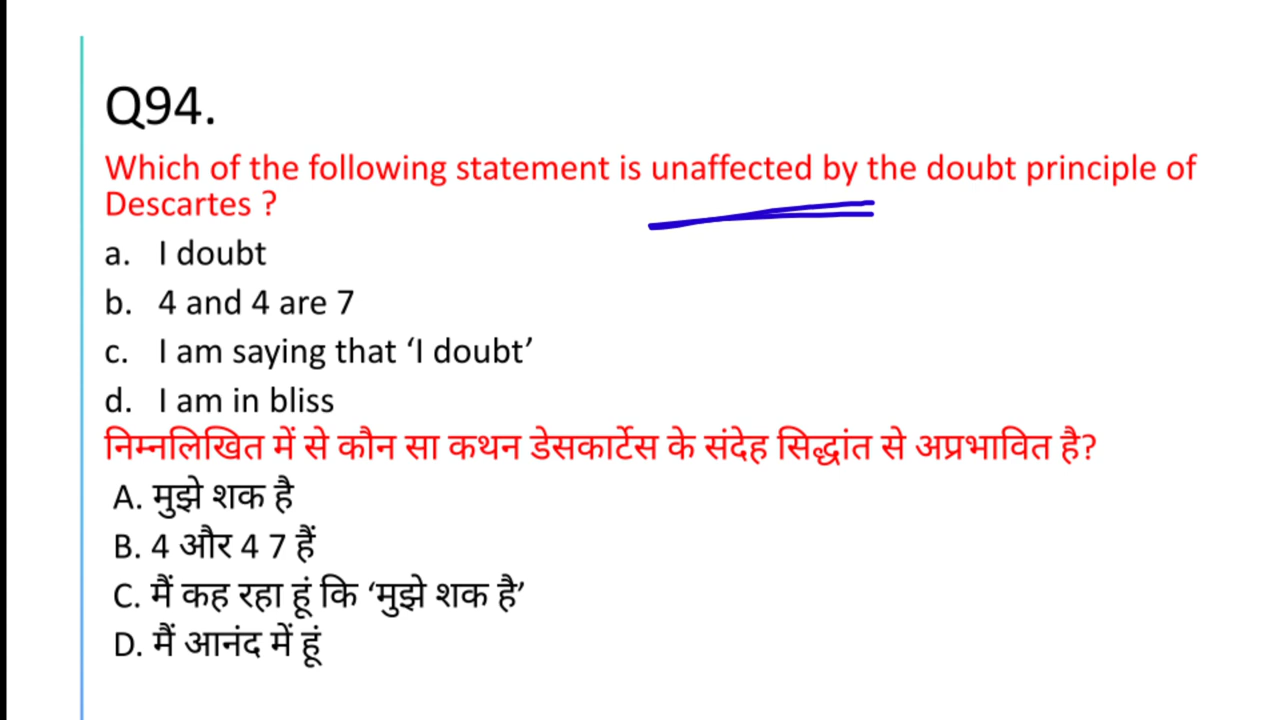 Q94.
Which of the following statement is unaffected by the doubt principle of
Descartes ?
a. I doubt
b. 4 and 4 are 7
c. I am saying that ‘I doubt’
d. I am in bliss
निम्नलिखित में से कौन सा कथन डेसकार्टेस के संदेह सिद्धांत से अप्रभावित है?
A. मुझे शक है
B. 4 और 4 7 हैं
C. मैं कह रहा हूं कि ‘मुझे शक है’
D. मैं आनंद में हूं